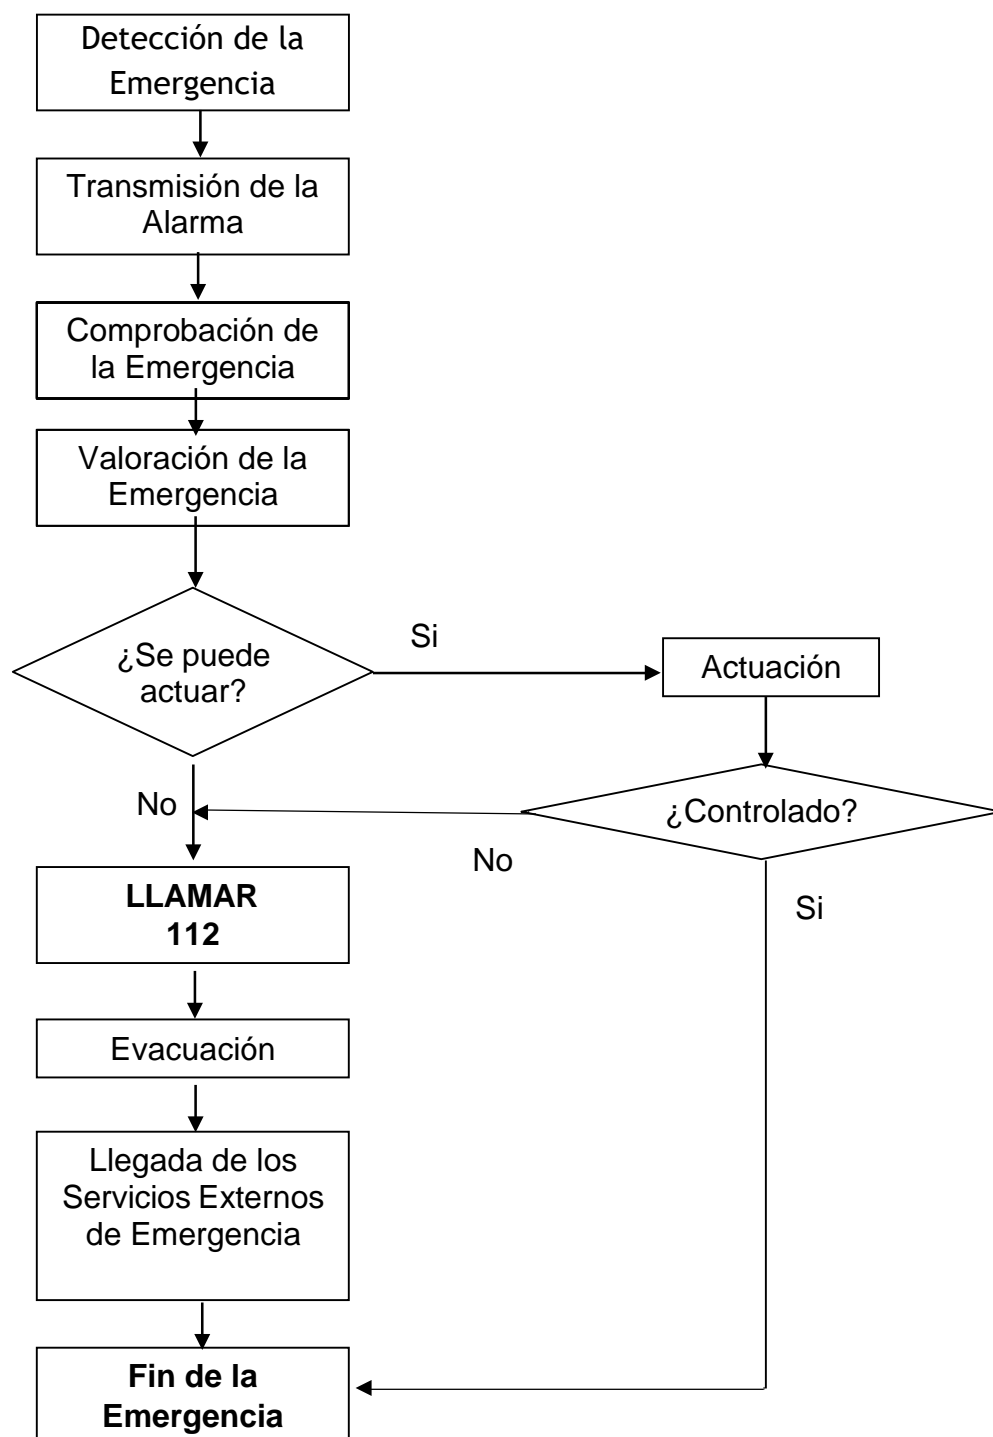 Detección de la
Emergencia
Transmisión de la
Alarma
Comprobación de
la Emergencia
Valoración de la
Emergencia
¿Se puede
actuar?
Si
Actuación
No
¿Controlado?
No
Si
LLAMAR
112
Evacuación
Llegada de los
Servicios Externos
de Emergencia
Fin de la
Emergencia